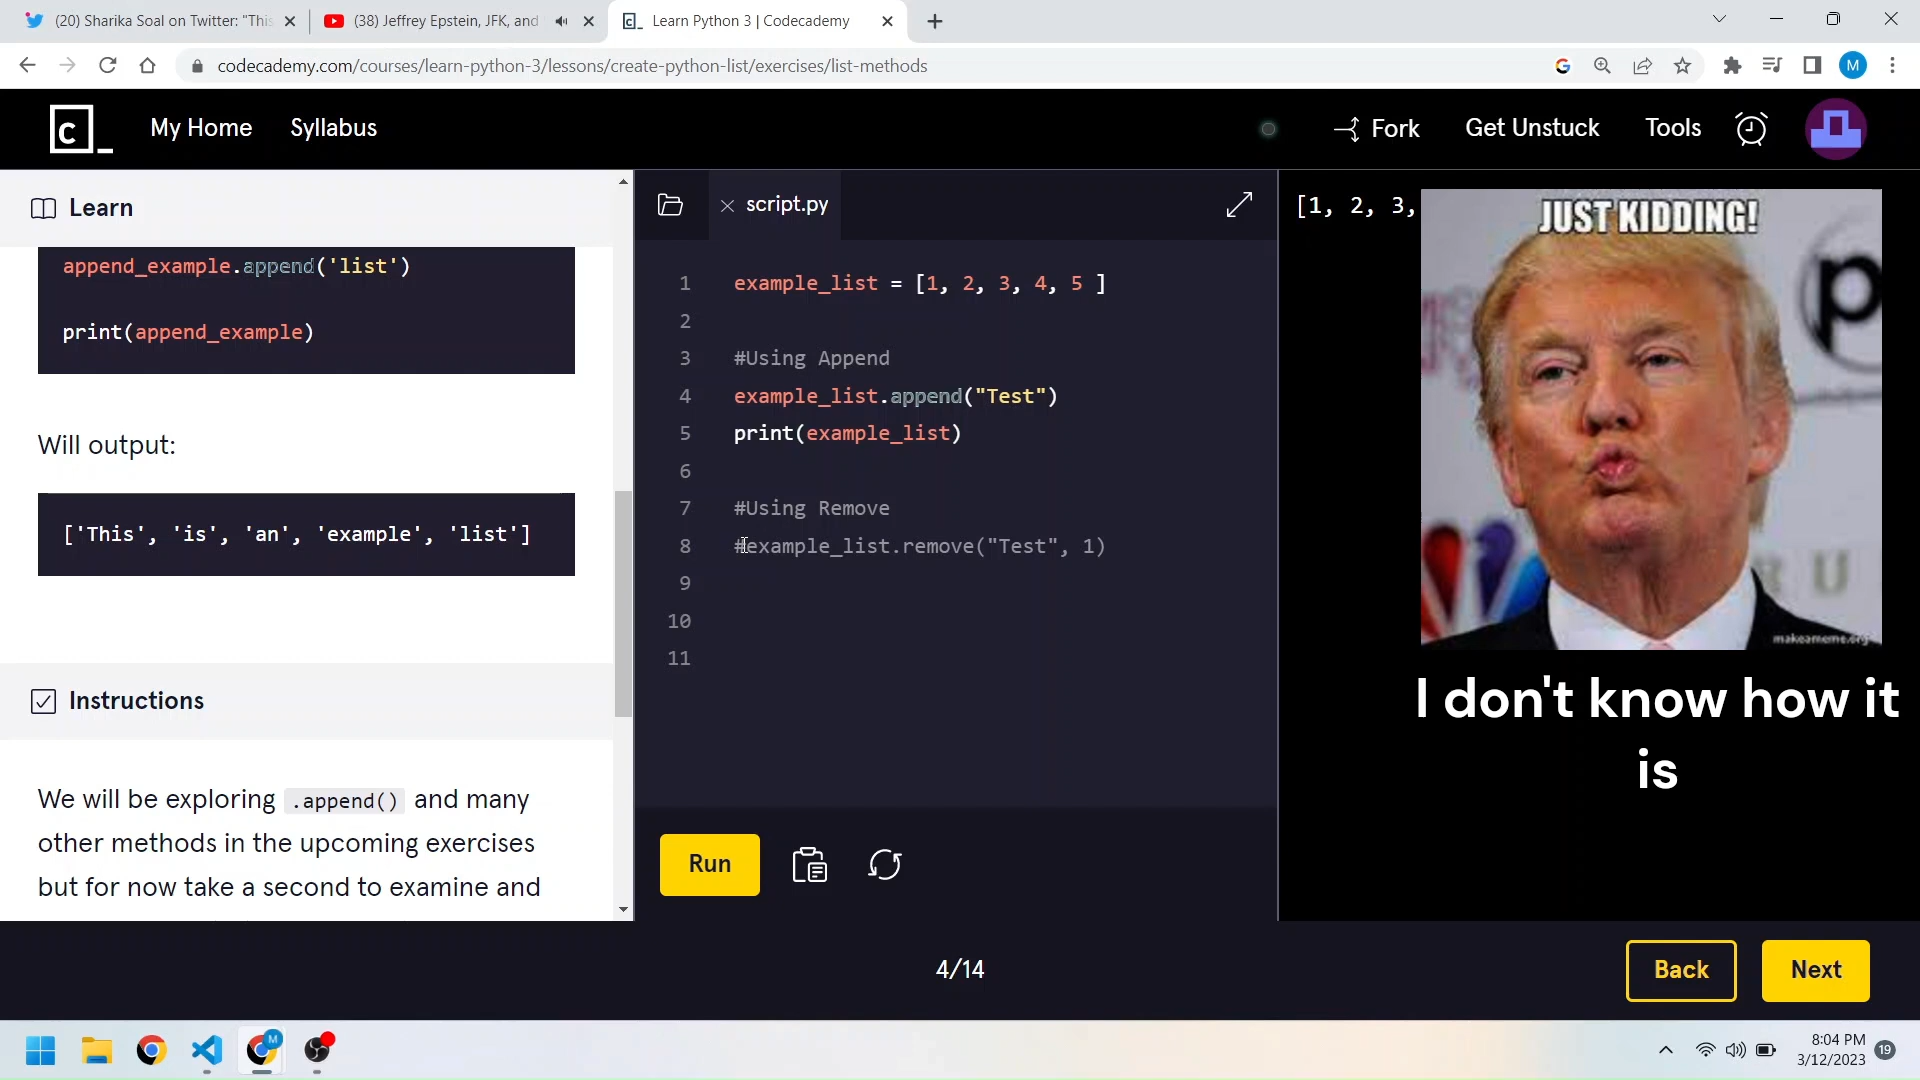 (20) Sharika Soal on Twitter: "This
(38) Jeffrey Epstein, JFK, and
Learn Python 3 | Codecademy
codecademy.com/courses/learn-python-3/lessons/create-python-list/exercises/list-methods
M
C_
My Home
Syllabus
Fork
Get Unstuck
Tools
Learn
append_example.append('list')
print(append_example)
Will output:
['This', 'is', 'an', 'example', 'list']
Instructions
We will be exploring .append() and many
other methods in the upcoming exercises
but for now take a second to examine and
script.py
1 example_list = [1, 2, 3, 4, 5 ]
2
3 #Using Append
4 example_list.append("Test")
5 print(example_list)
6
7 #Using Remove
8 #example_list.remove("Test", 1)
9
10
11
Run
[1, 2, 3,
JUST KIDDING!
P
R U
makeameme.org
I don't know how it
is
4/14
Back
Next
M
8:04 PM
3/12/2023
19